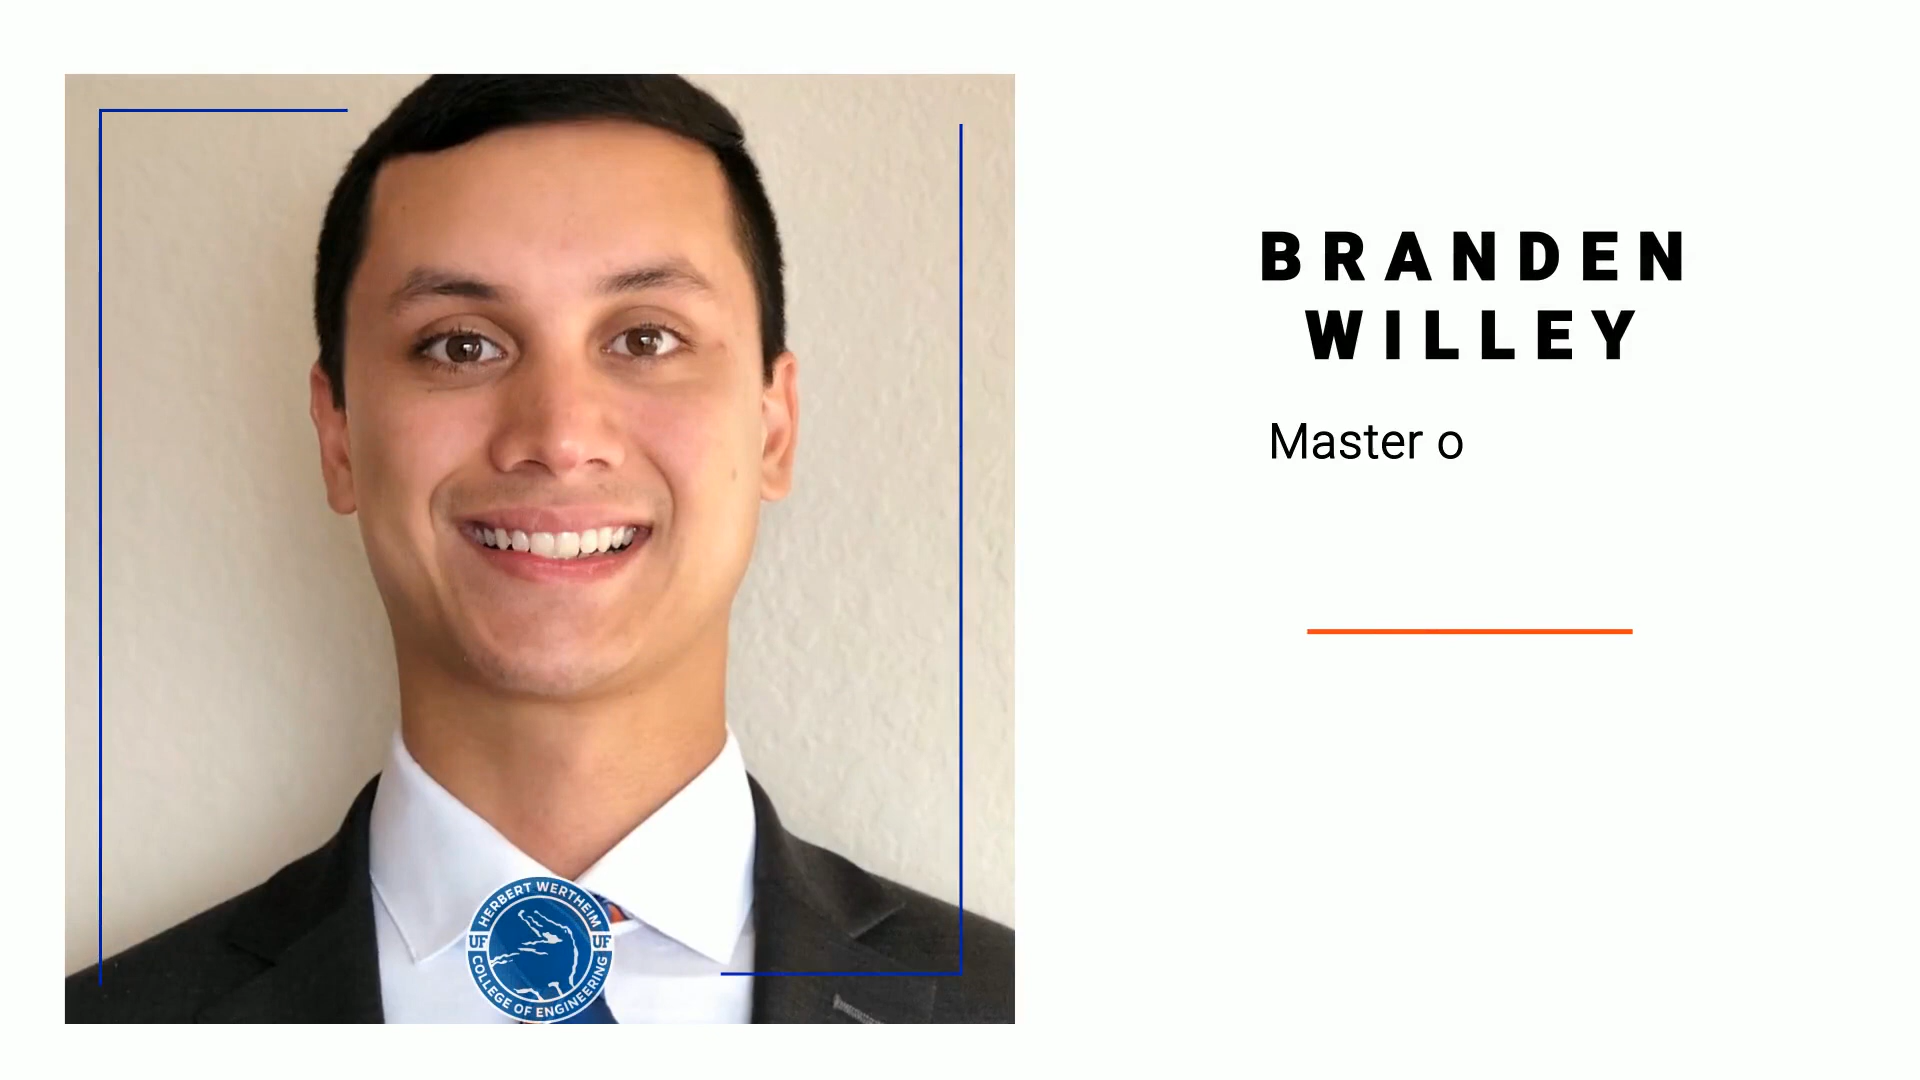 BRANDEN
WILLEY
Master o
HERBERT WERTHEIM
UF UF
COLLEGE OF ENGINEERING